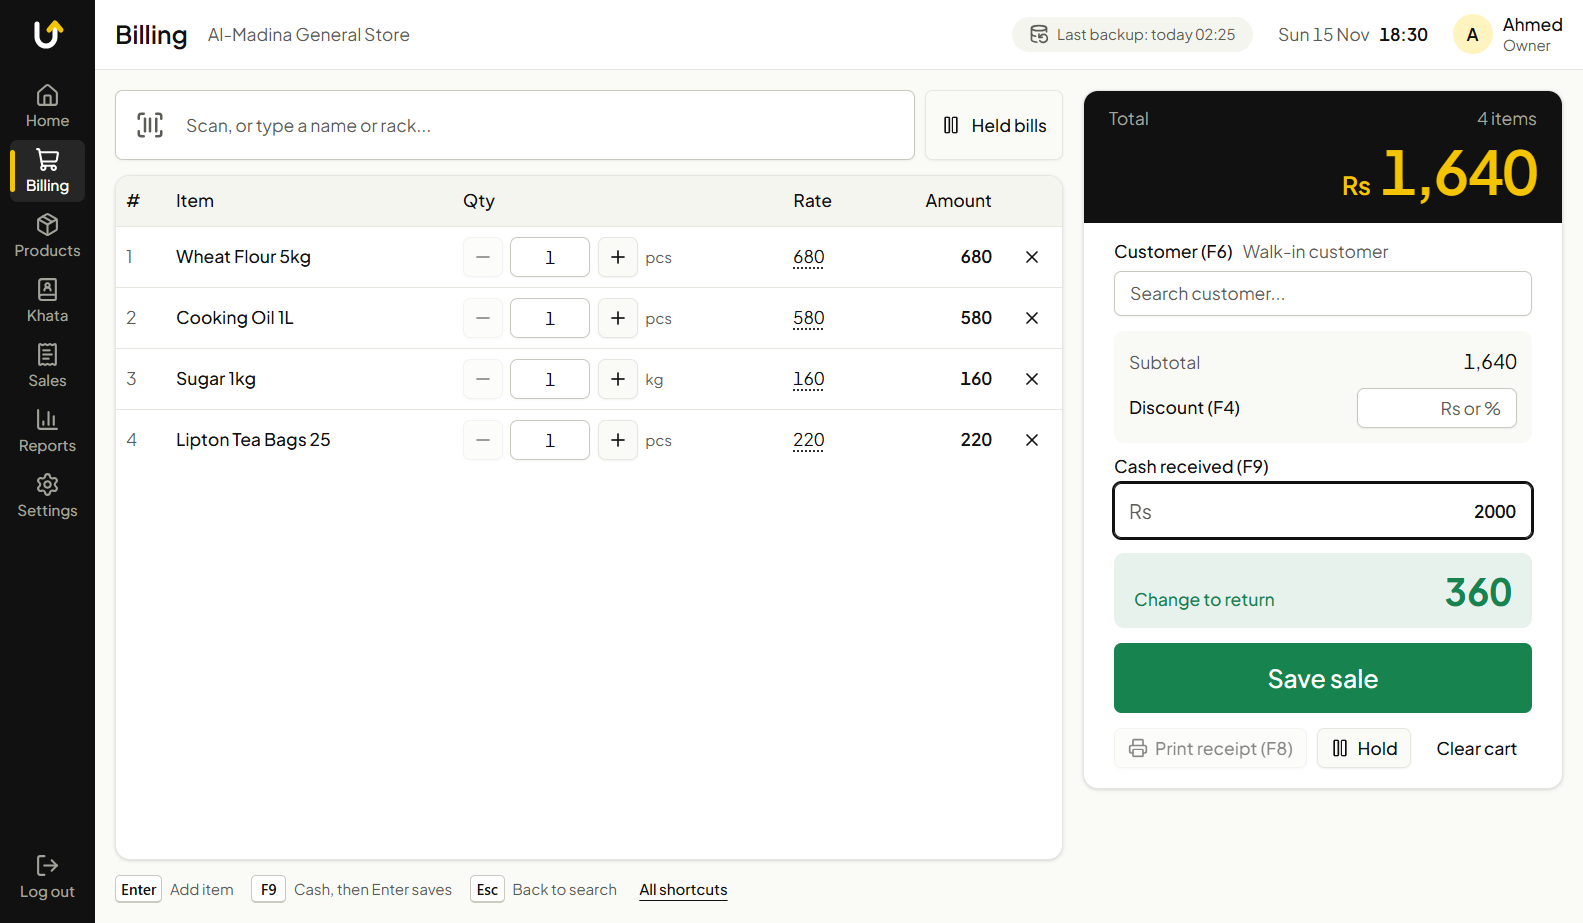 Billing
Al-Madina General Store
Last backup: today 02:25
Sun 15 Nov 18:30
A
Ahmed
Owner
Home
Billing
Products
Khata
Sales
Reports
Settings
Log out
Scan, or type a name or rack...
Held bills
# Item Qty Rate Amount
1 Wheat Flour 5kg − 1 + pcs 680 680 ×
2 Cooking Oil 1L − 1 + pcs 580 580 ×
3 Sugar 1kg − 1 + kg 160 160 ×
4 Lipton Tea Bags 25 − 1 + pcs 220 220 ×
Enter Add item F9 Cash, then Enter saves Esc Back to search All shortcuts
Total 4 items
Rs 1,640
Customer (F6) Walk-in customer
Search customer...
Subtotal 1,640
Discount (F4) Rs or %
Cash received (F9)
Rs 2000
Change to return 360
Save sale
Print receipt (F8) Hold Clear cart